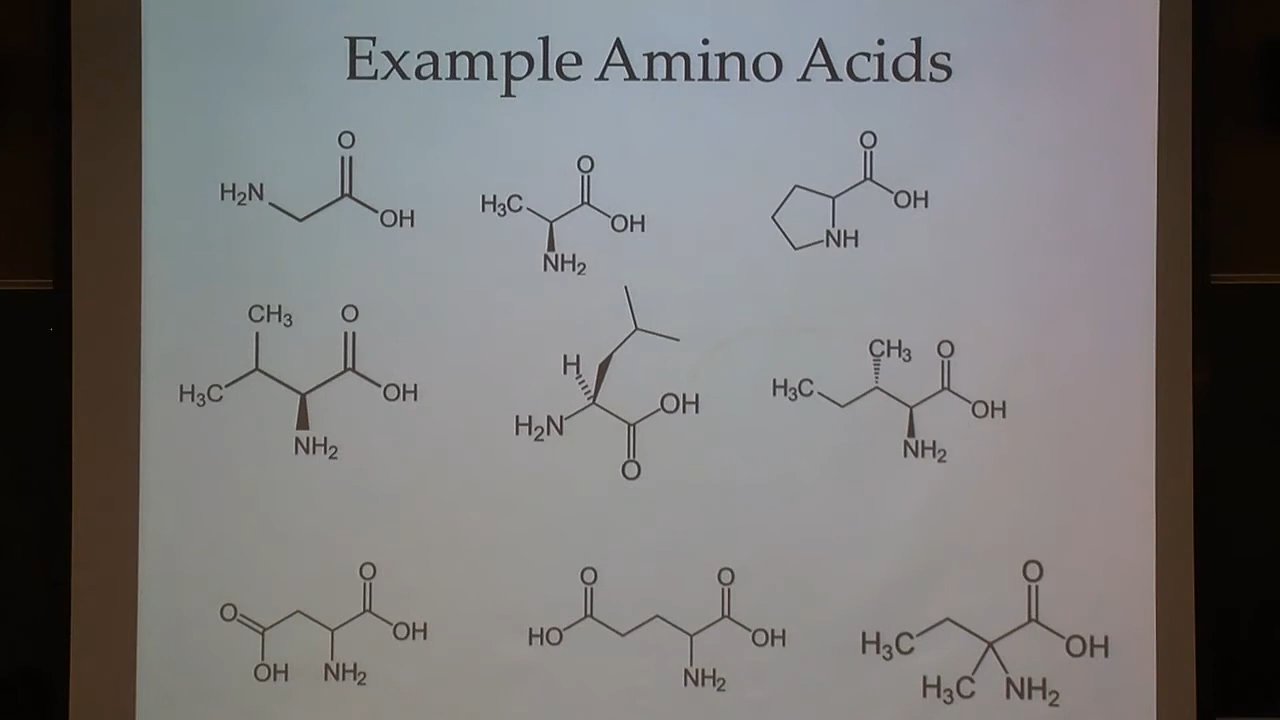 Example Amino Acids
O
H₂N
OH
O
H₃C
OH
NH₂
O
OH
NH
CH₃
O
H₃C
OH
NH₂
H
OH
H₂N
O
CH₃
O
H₃C
OH
NH₂
O
O
OH
OH
NH₂
O
O
HO
OH
NH₂
O
H₃C
OH
H₃C
NH₂